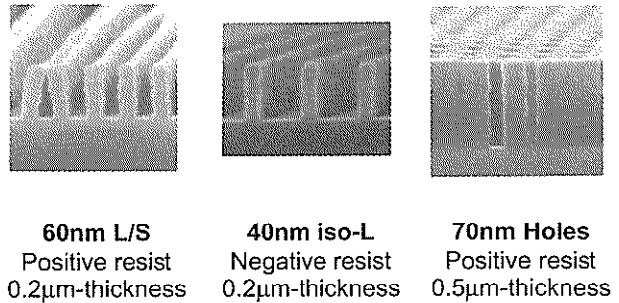 60nm L/S
Positive resist
0.2μm-thickness
40nm iso-L
Negative resist
0.2μm-thickness
70nm Holes
Positive resist
0.5μm-thickness